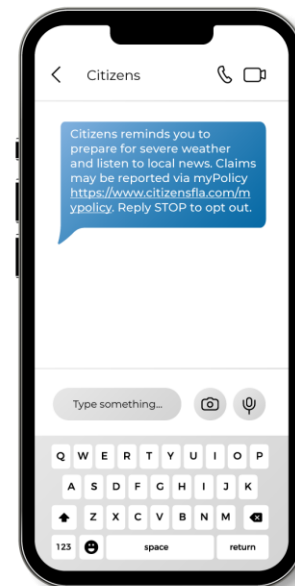 Citizens
Citizens reminds you to
prepare for severe weather
and listen to local news. Claims
may be reported via myPolicy
https://www.citizensfla.com/m
ypolicy. Reply STOP to opt out.
Type something...
Q W E R T Y U I O P
A S D F G H I J K
Z X C V B N M
123 space return